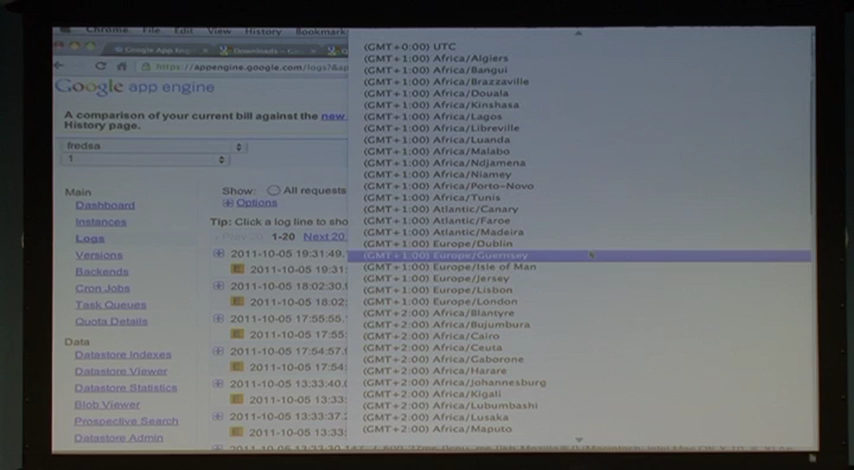 Chrome File Edit View History Bookmark
Google App Eng
Downloads
https://appengine.google.com/logs?&ap
Google app engine
A comparison of your current bill against the new
History page.
fredsa
1
Main
Dashboard
Instances
Logs
Versions
Backends
Cron Jobs
Task Queues
Quota Details
Data
Datastore Indexes
Datastore Viewer
Datastore Statistics
Blob Viewer
Prospective Search
Datastore Admin
Show: All requests
Options
Tip: Click a log line to sho
Prev 20 1-20 Next 20
2011-10-05 19:31:49.
E 2011-10-05 19:31:
2011-10-05 18:02:30.
E 2011-10-05 18:02:
2011-10-05 17:55:55.
E 2011-10-05 17:55:
2011-10-05 17:54:57.
E 2011-10-05 17:54:
2011-10-05 13:33:40.
E 2011-10-05 13:33:
2011-10-05 13:33:37.
E 2011-10-05 13:33:
(GMT+0:00) UTC
(GMT+1:00) Africa/Algiers
(GMT+1:00) Africa/Bangui
(GMT+1:00) Africa/Brazzaville
(GMT+1:00) Africa/Douala
(GMT+1:00) Africa/Kinshasa
(GMT+1:00) Africa/Lagos
(GMT+1:00) Africa/Libreville
(GMT+1:00) Africa/Luanda
(GMT+1:00) Africa/Malabo
(GMT+1:00) Africa/Ndjamena
(GMT+1:00) Africa/Niamey
(GMT+1:00) Africa/Porto-Novo
(GMT+1:00) Africa/Tunis
(GMT+1:00) Atlantic/Canary
(GMT+1:00) Atlantic/Faroe
(GMT+1:00) Atlantic/Madeira
(GMT+1:00) Europe/Dublin
(GMT+1:00) Europe/Guernsey
(GMT+1:00) Europe/Isle of Man
(GMT+1:00) Europe/Jersey
(GMT+1:00) Europe/Lisbon
(GMT+1:00) Europe/London
(GMT+2:00) Africa/Blantyre
(GMT+2:00) Africa/Bujumbura
(GMT+2:00) Africa/Cairo
(GMT+2:00) Africa/Ceuta
(GMT+2:00) Africa/Gaborone
(GMT+2:00) Africa/Harare
(GMT+2:00) Africa/Johannesburg
(GMT+2:00) Africa/Kigali
(GMT+2:00) Africa/Lubumbashi
(GMT+2:00) Africa/Lusaka
(GMT+2:00) Africa/Maputo